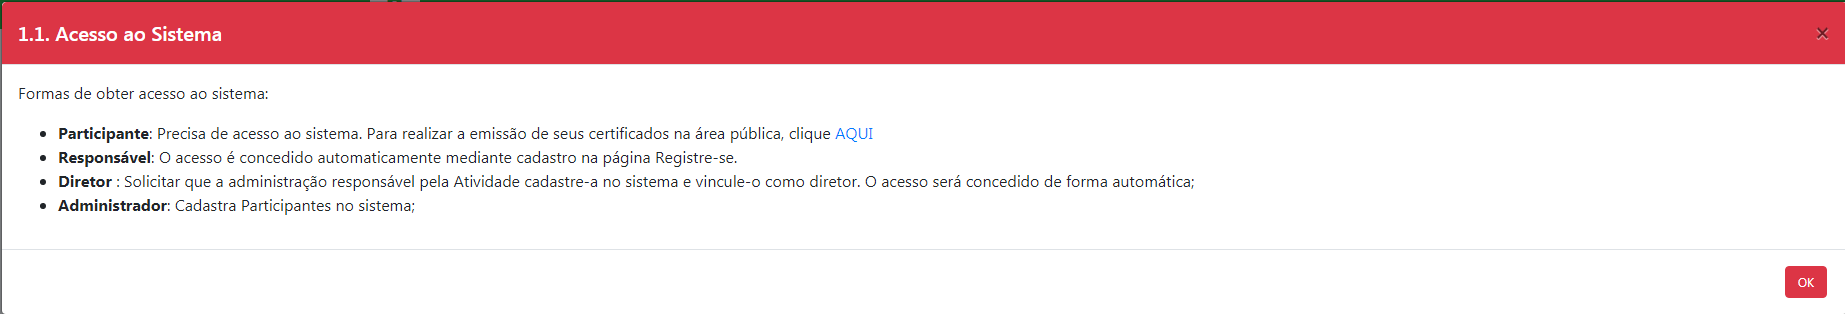 1.1. Acesso ao Sistema
×
Formas de obter acesso ao sistema:
• Participante: Precisa de acesso ao sistema. Para realizar a emissão de seus certificados na área pública, clique AQUI
• Responsável: O acesso é concedido automaticamente mediante cadastro na página Registre-se.
• Diretor : Solicitar que a administração responsável pela Atividade cadastre-a no sistema e vincule-o como diretor. O acesso será concedido de forma automática;
• Administrador: Cadastra Participantes no sistema;
OK